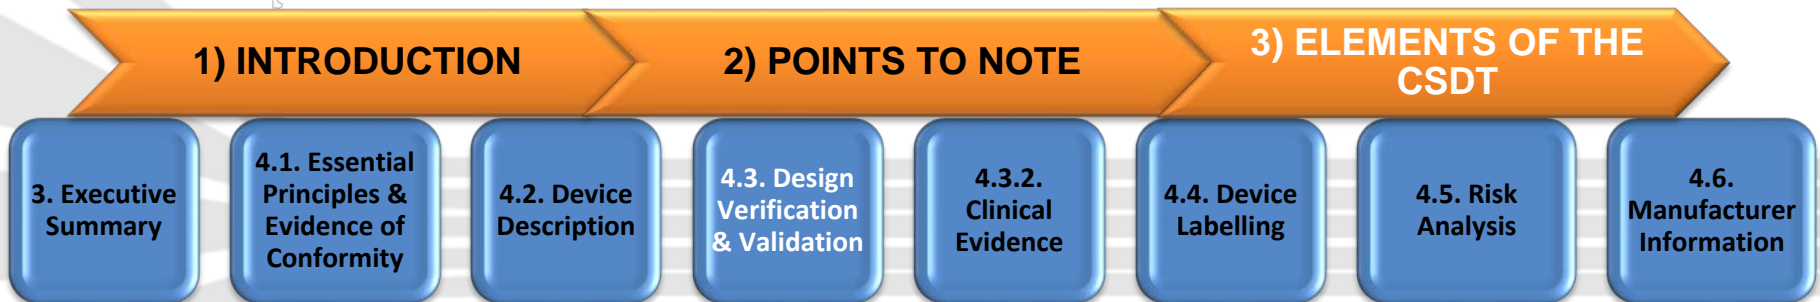 1) INTRODUCTION
2) POINTS TO NOTE
3) ELEMENTS OF THE
CSDT
3. Executive
Summary
4.1. Essential
Principles &
Evidence of
Conformity
4.2. Device
Description
4.3. Design
Verification
& Validation
4.3.2.
Clinical
Evidence
4.4. Device
Labelling
4.5. Risk
Analysis
4.6.
Manufacturer
Information